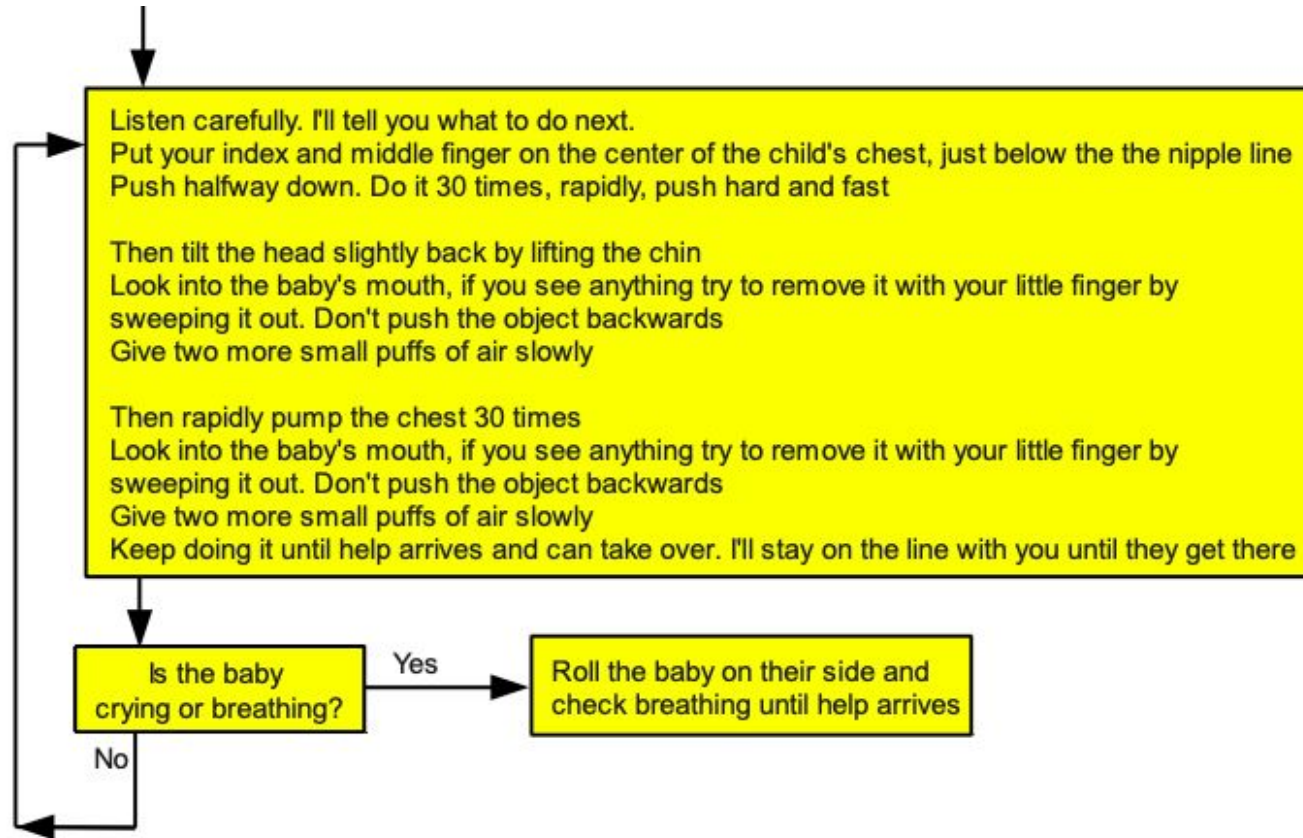 Listen carefully. I'll tell you what to do next.
Put your index and middle finger on the center of the child's chest, just below the the nipple line
Push halfway down. Do it 30 times, rapidly, push hard and fast
Then tilt the head slightly back by lifting the chin
Look into the baby's mouth, if you see anything try to remove it with your little finger by
sweeping it out. Don't push the object backwards
Give two more small puffs of air slowly
Then rapidly pump the chest 30 times
Look into the baby's mouth, if you see anything try to remove it with your little finger by
sweeping it out. Don't push the object backwards
Give two more small puffs of air slowly
Keep doing it until help arrives and can take over. I'll stay on the line with you until they get there
Is the baby
crying or breathing?
Yes
Roll the baby on their side and
check breathing until help arrives
No